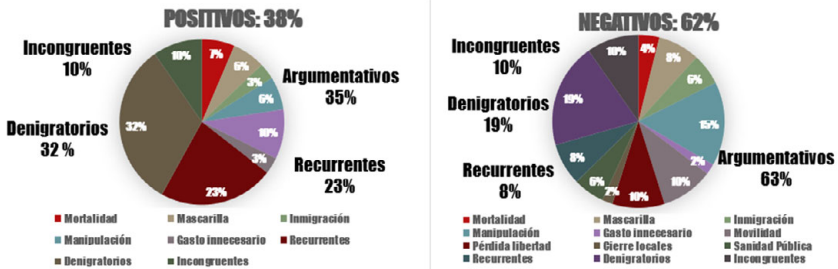 POSITIVOS: 38%
Incongruentes
10%
Argumentativos
35%
Denigratorios
32 %
Recurrentes
23%
7%
6%
3%
6%
10%
3%
23%
32%
10%
Mortalidad
Mascarilla
Inmigración
Manipulación
Gasto innecesario
Recurrentes
Denigratorios
Incongruentes
NEGATIVOS: 62%
Incongruentes
10%
Denigratorios
19%
Recurrentes
8%
Argumentativos
63%
4%
8%
6%
15%
2%
10%
10%
2%
6%
8%
19%
10%
Mortalidad
Mascarilla
Inmigración
Manipulación
Gasto innecesario
Movilidad
Pérdida libertad
Cierre locales
Sanidad Pública
Recurrentes
Denigratorios
Incongruentes